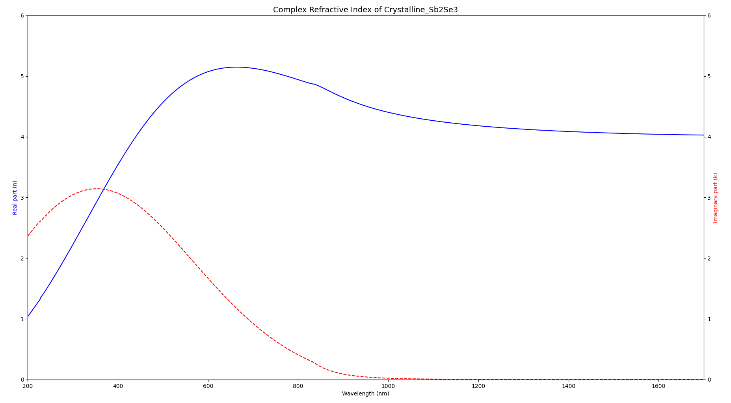 Complex Refractive Index of Crystalline_Sb2Se3
6
5
4
3
2
1
0
Real part (n)
6
5
4
3
2
1
0
Imaginary part (k)
200 400 600 800 1000 1200 1400 1600
Wavelength (nm)